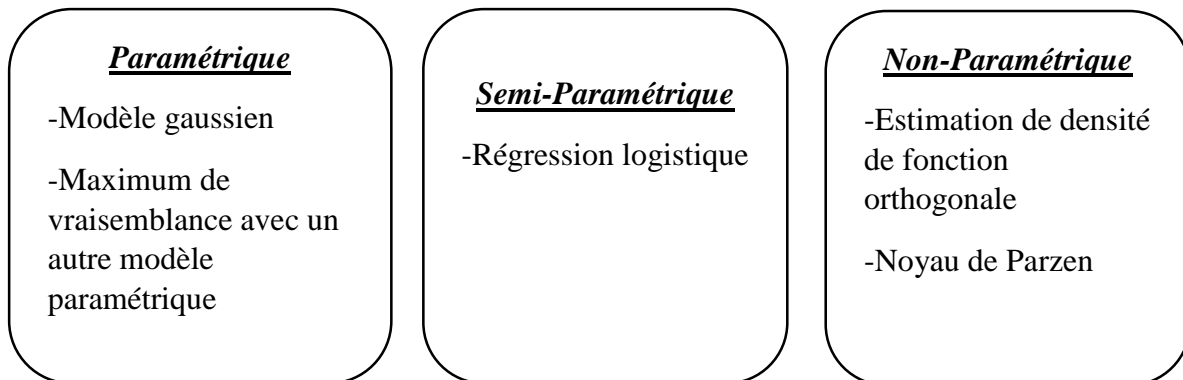 Paramétrique
-Modèle gaussien
-Maximum de
vraisemblance avec un
autre modèle
paramétrique
Semi-Paramétrique
-Régression logistique
Non-Paramétrique
-Estimation de densité
de fonction
orthogonale
-Noyau de Parzen